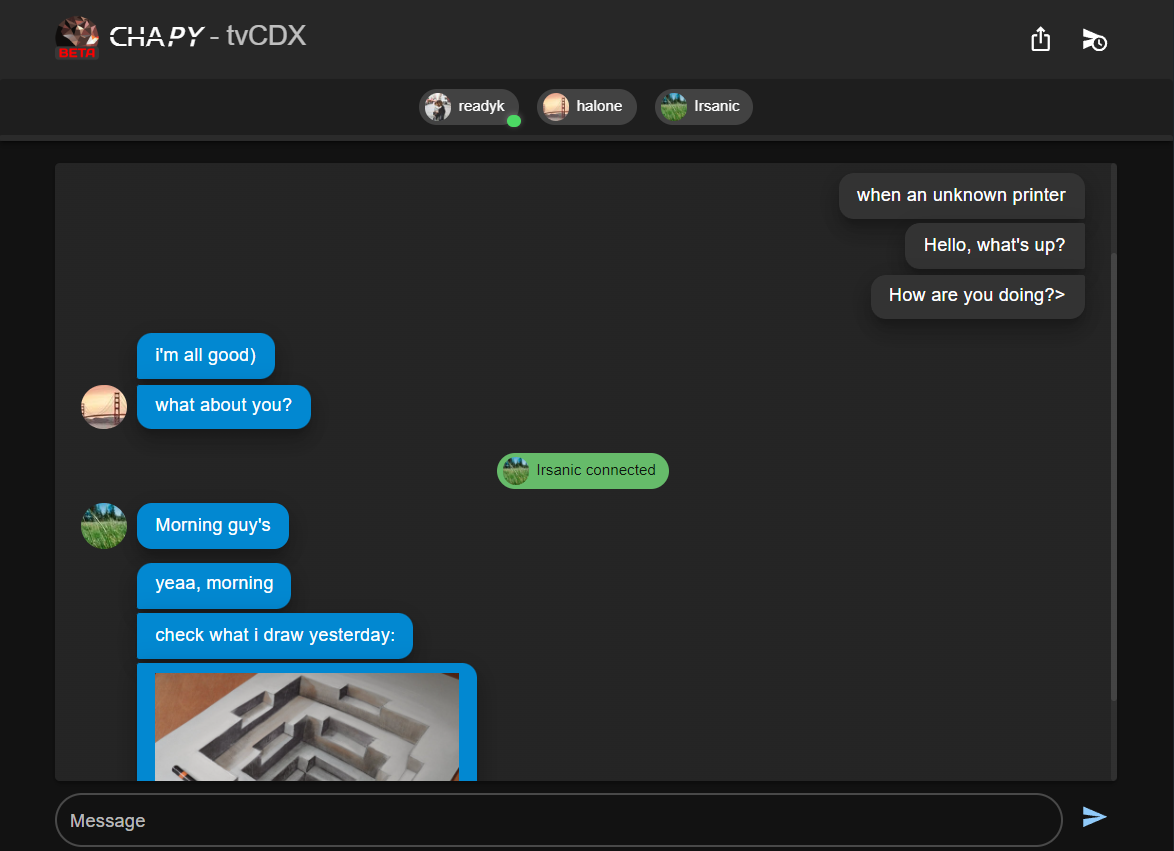 BETA
CHAPY - tvCDX
readyk
halone
Irsanic
when an unknown printer
Hello, what's up?
How are you doing?>
i'm all good)
what about you?
Irsanic connected
Morning guy's
yeaa, morning
check what i draw yesterday:
Message